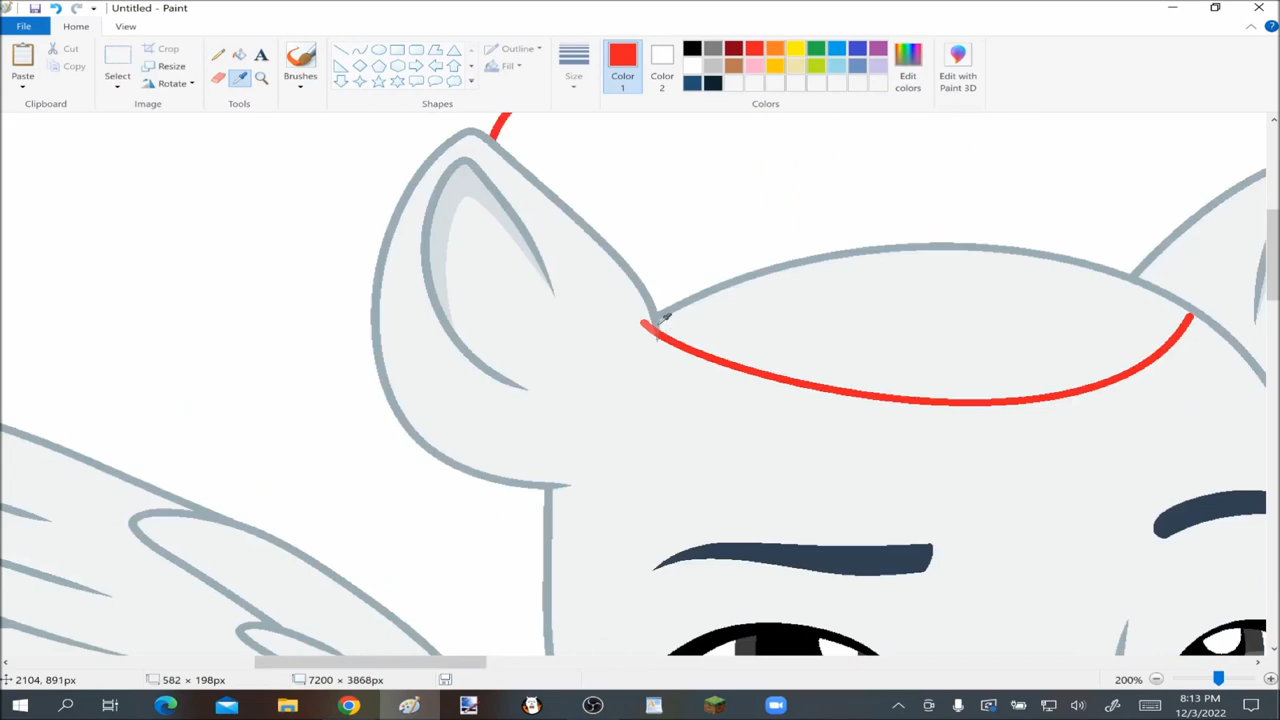 Untitled - Paint
File
Home
View
Paste
Cut
Copy
Clipboard
Select
Crop
Resize
Rotate
Image
A
Tools
Brushes
Outline
Fill
Shapes
Size
Color 1
Color 2
Edit colors
Edit with Paint 3D
Colors
2104, 891px
582 × 198px
7200 × 3868px
200%
8:13 PM
12/3/2022